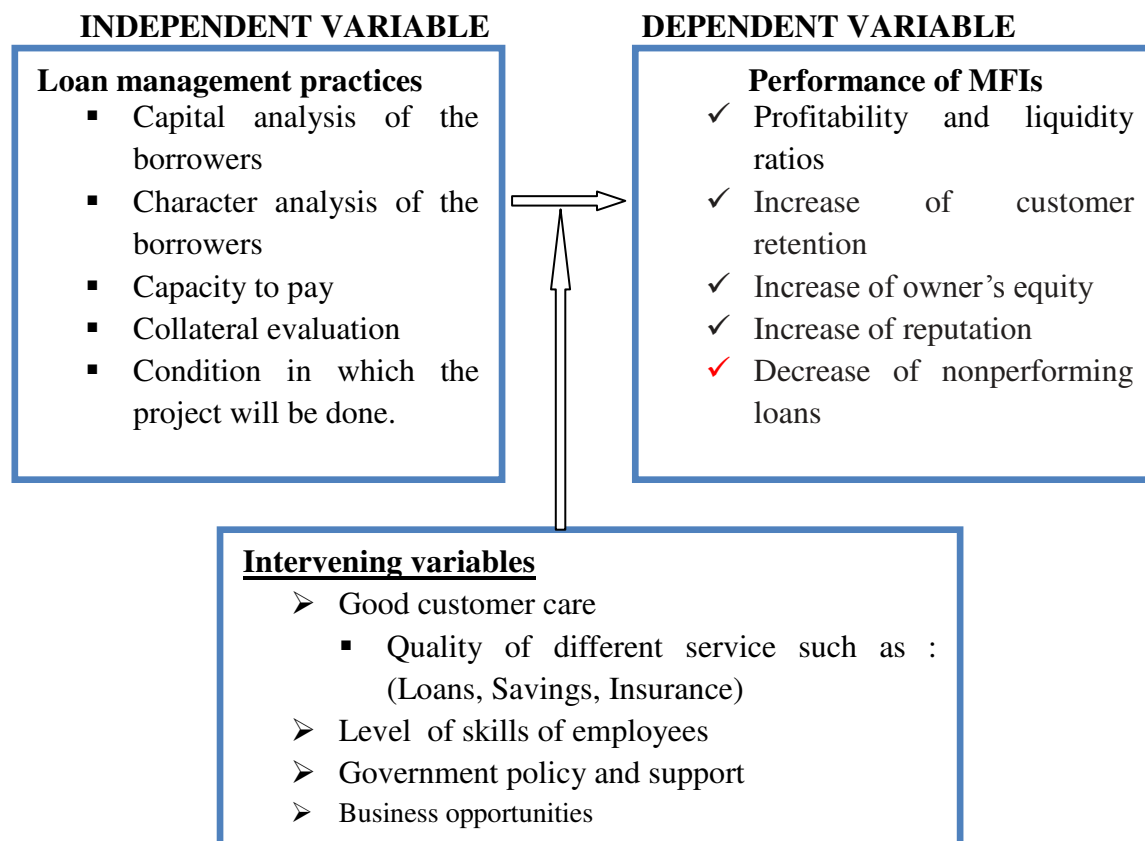 INDEPENDENT VARIABLE
Loan management practices
▪ Capital analysis of the
borrowers
▪ Character analysis of the
borrowers
▪ Capacity to pay
▪ Collateral evaluation
▪ Condition in which the
project will be done.
DEPENDENT VARIABLE
Performance of MFIs
✓ Profitability and liquidity
ratios
✓ Increase of customer
retention
✓ Increase of owner’s equity
✓ Increase of reputation
✓ Decrease of nonperforming
loans
Intervening variables
➢ Good customer care
▪ Quality of different service such as :
(Loans, Savings, Insurance)
➢ Level of skills of employees
➢ Government policy and support
➢ Business opportunities